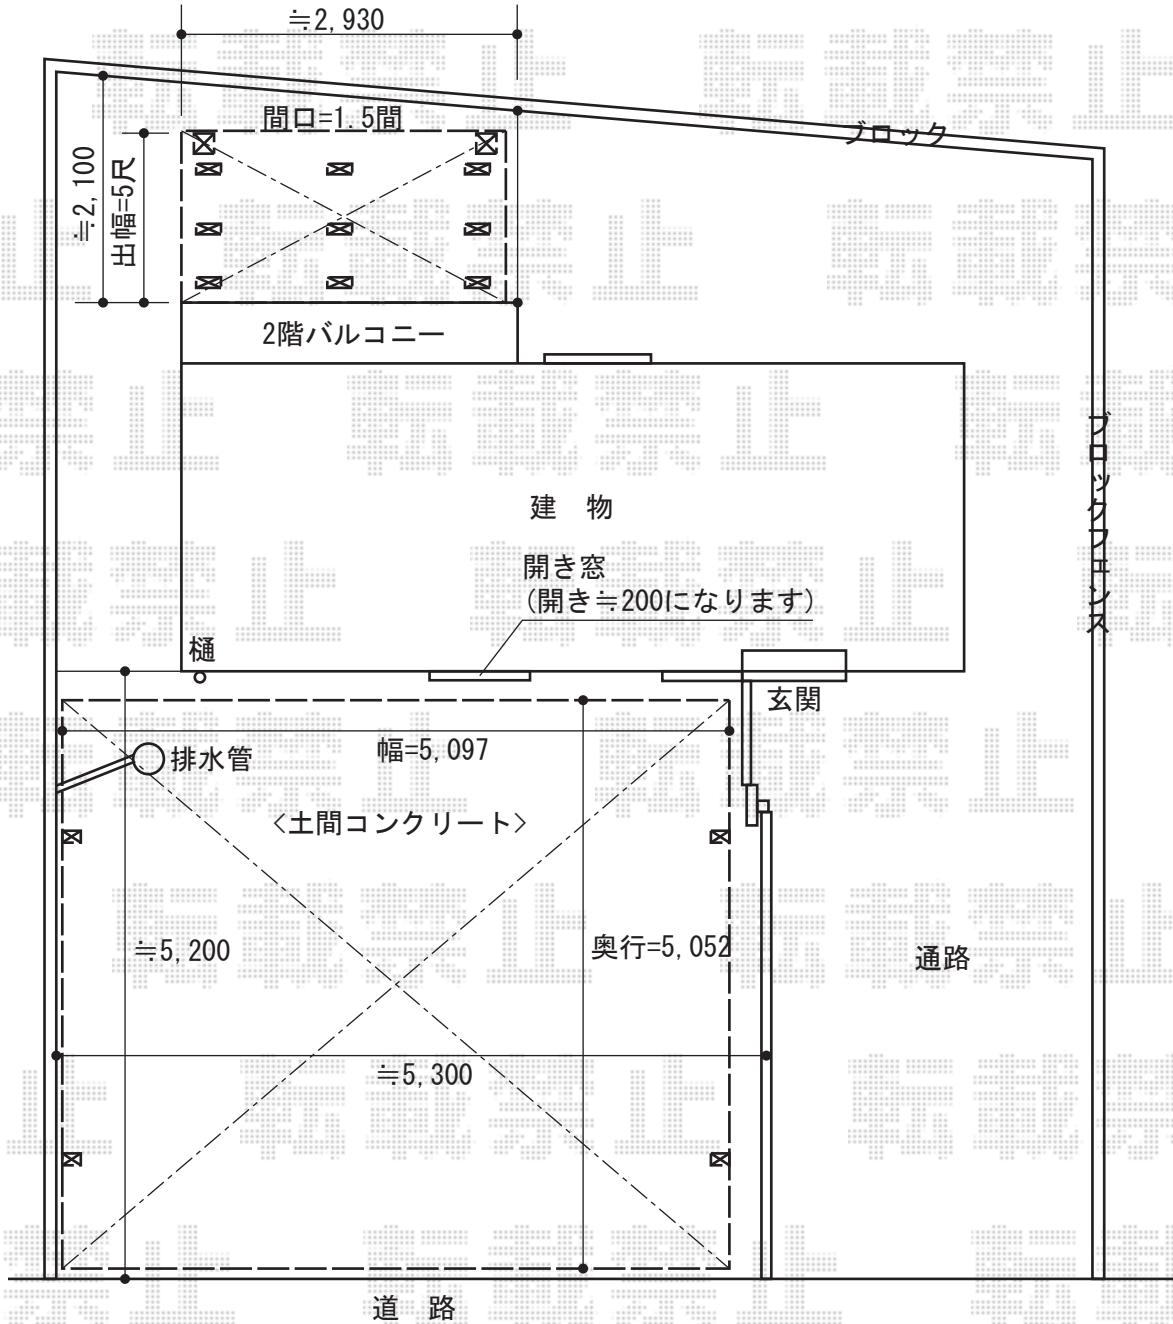 ≒2,930
間口=1.5間
ブロック
≒2,100
出幅=5尺
2階バルコニー
ブロックフェンス
建　物
開き窓
(開き≒200になります)
樋
玄関
幅=5,097
排水管
<土間コンクリート>
≒5,200
奥行=5,052
通路
≒5,300
道　路
転載禁止